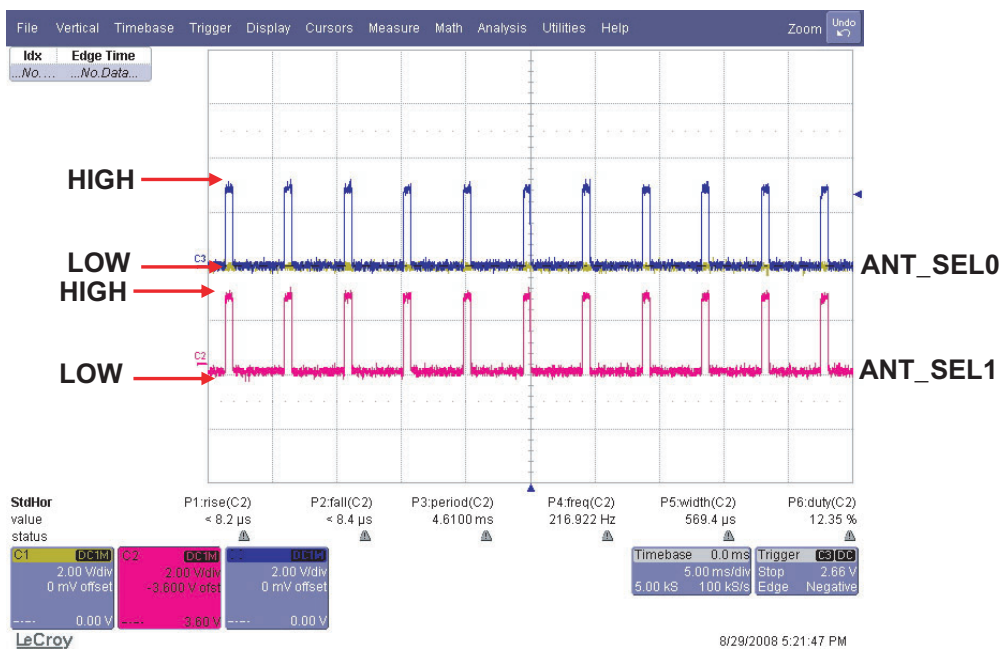 File Vertical Timebase Trigger Display Cursors Measure Math Analysis Utilities Help Zoom Undo
Idx Edge Time
...No.... ...No.Data...
HIGH
C3
LOW
ANT_SEL0
HIGH
C2
LOW
ANT_SEL1
StdHor P1:rise(C2) P2:fall(C2) P3:period(C2) P4:freq(C2) P5:width(C2) P6:duty(C2)
value < 8.2 µs < 8.4 µs 4.6100 ms 216.922 Hz 569.4 µs 12.35 %
status
C1 DC1M C2 DC1M C3 DC1M Timebase 0.0 ms Trigger C3 DC
2.00 V/div 2.00 V/div 2.00 V/div 5.00 ms/div Stop 2.66 V
0 mV offset -3.600 V ofst 0 mV offset 5.00 kS 100 kS/s Edge Negative
0.00 V -3.60 V 0.00 V
LeCroy 8/29/2008 5:21:47 PM